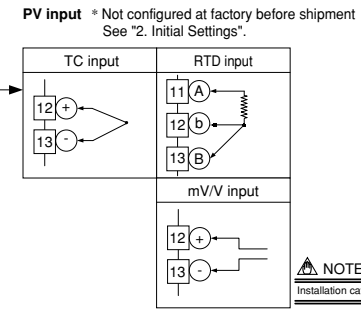 PV input * Not configured at factory before shipment
See "2. Initial Settings".
TC input
RTD input
12 +
13 -
11 A
12 b
13 B
mV/V input
12 +
13 -
NOTE
Installation ca